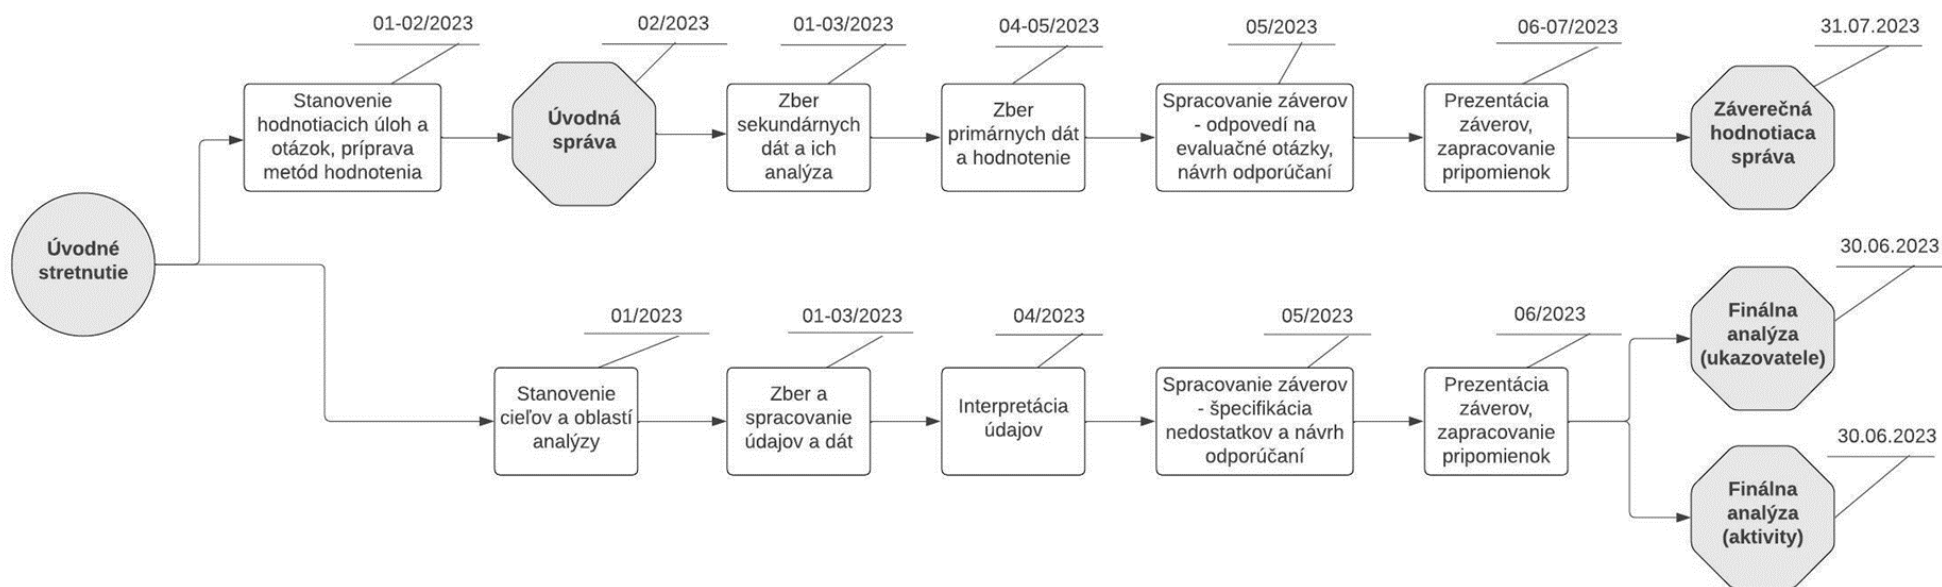 01-02/2023
02/2023
01-03/2023
04-05/2023
05/2023
06-07/2023
31.07.2023
Stanovenie
hodnotiacich úloh a
otázok, príprava
metód hodnotenia
Úvodná
správa
Zber
sekundárnych
dát a ich
analýza
Zber
primárnych dát
a hodnotenie
Spracovanie záverov
- odpovedí na
evaluačné otázky,
návrh odporúčaní
Prezentácia
záverov,
zapracovanie
pripomienok
Záverečná
hodnotiaca
správa
Úvodné
stretnutie
01/2023
01-03/2023
04/2023
05/2023
06/2023
30.06.2023
Stanovenie
cieľov a oblastí
analýzy
Zber a
spracovanie
údajov a dát
Interpretácia
údajov
Spracovanie záverov
- špecifikácia
nedostatkov a návrh
odporúčaní
Prezentácia
záverov,
zapracovanie
pripomienok
Finálna
analýza
(ukazovatele)
30.06.2023
Finálna
analýza
(aktivity)